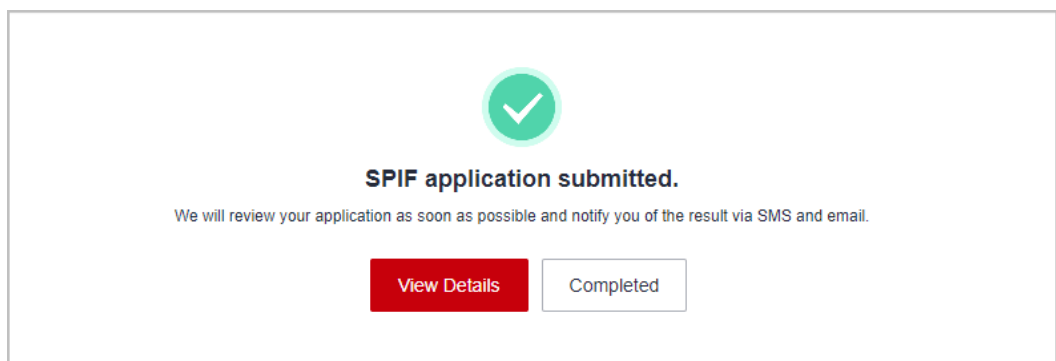 SPIF application submitted.
We will review your application as soon as possible and notify you of the result via SMS and email.
View Details
Completed